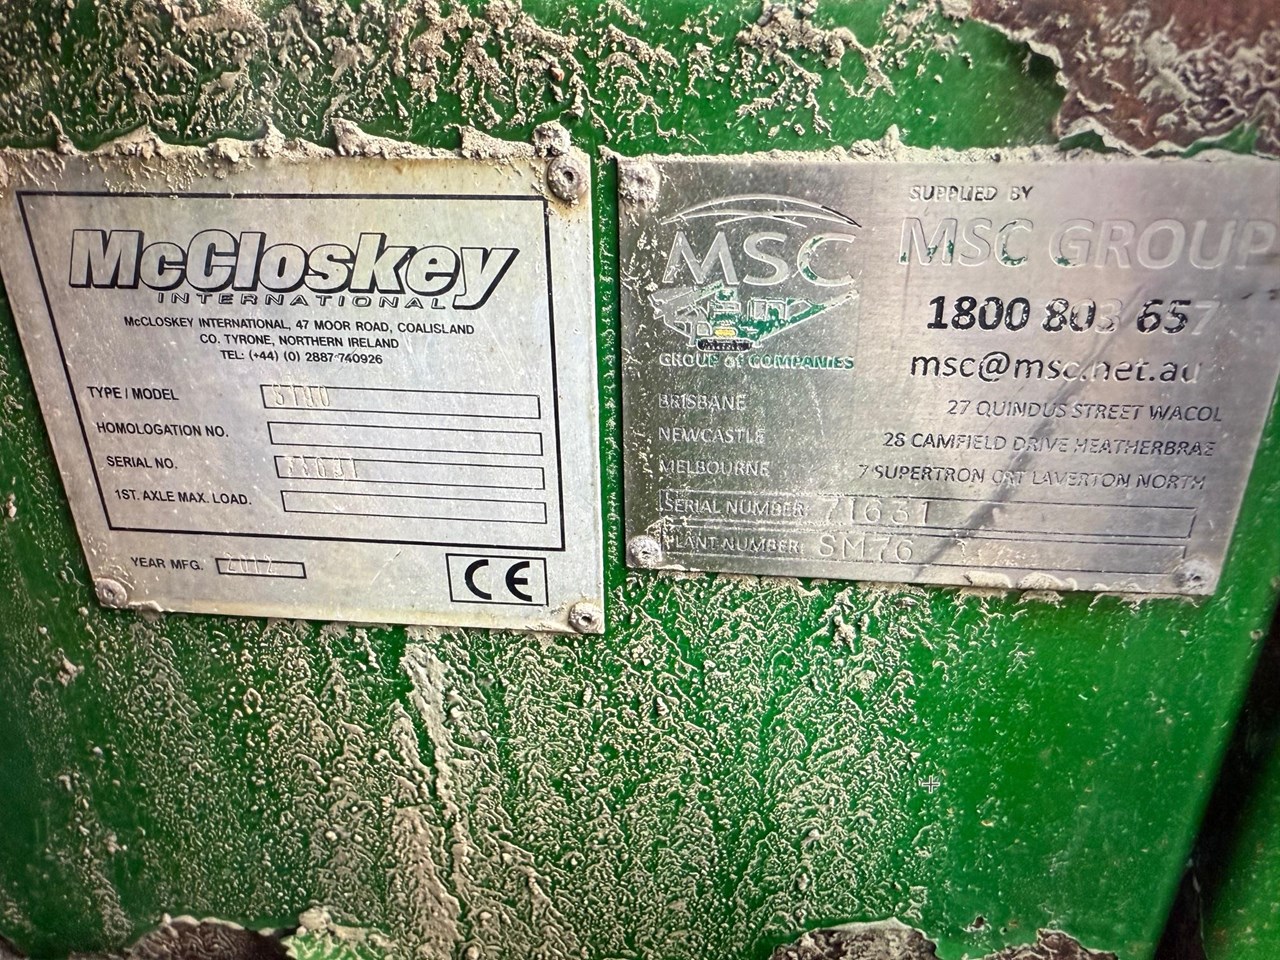 McCloskey
INTERNATIONAL
McCLOSKEY INTERNATIONAL, 47 MOOR ROAD, COALISLAND
CO. TYRONE, NORTHERN IRELAND
TEL: (+44) (0) 2887 740926
TYPE / MODEL
HOMOLOGATION NO.
SERIAL NO.
1ST. AXLE MAX. LOAD.
YEAR MFG. 2012
CE
MSC
GROUP OF COMPANIES
BRISBANE
NEWCASTLE
MELBOURNE
SUPPLIED BY
MSC GROUP
1800 803 657
msc@msc.net.au
27 QUINDUS STREET WACOL
28 CAMFIELD DRIVE HEATHERBRAE
7 SUPERTRON CRT LAVERTON NORTH
SERIAL NUMBER: 71631
PLANT NUMBER: SM76